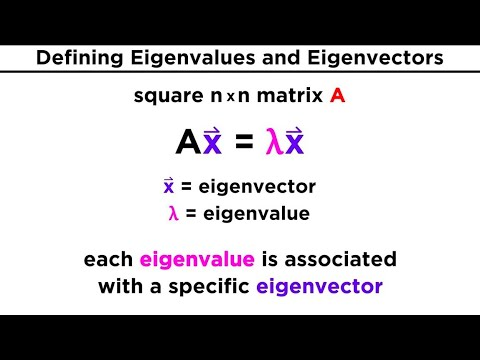 Defining Eigenvalues and Eigenvectors
square n×n matrix A
Ax⃗ = λx⃗
x⃗ = eigenvector
λ = eigenvalue
each eigenvalue is associated
with a specific eigenvector